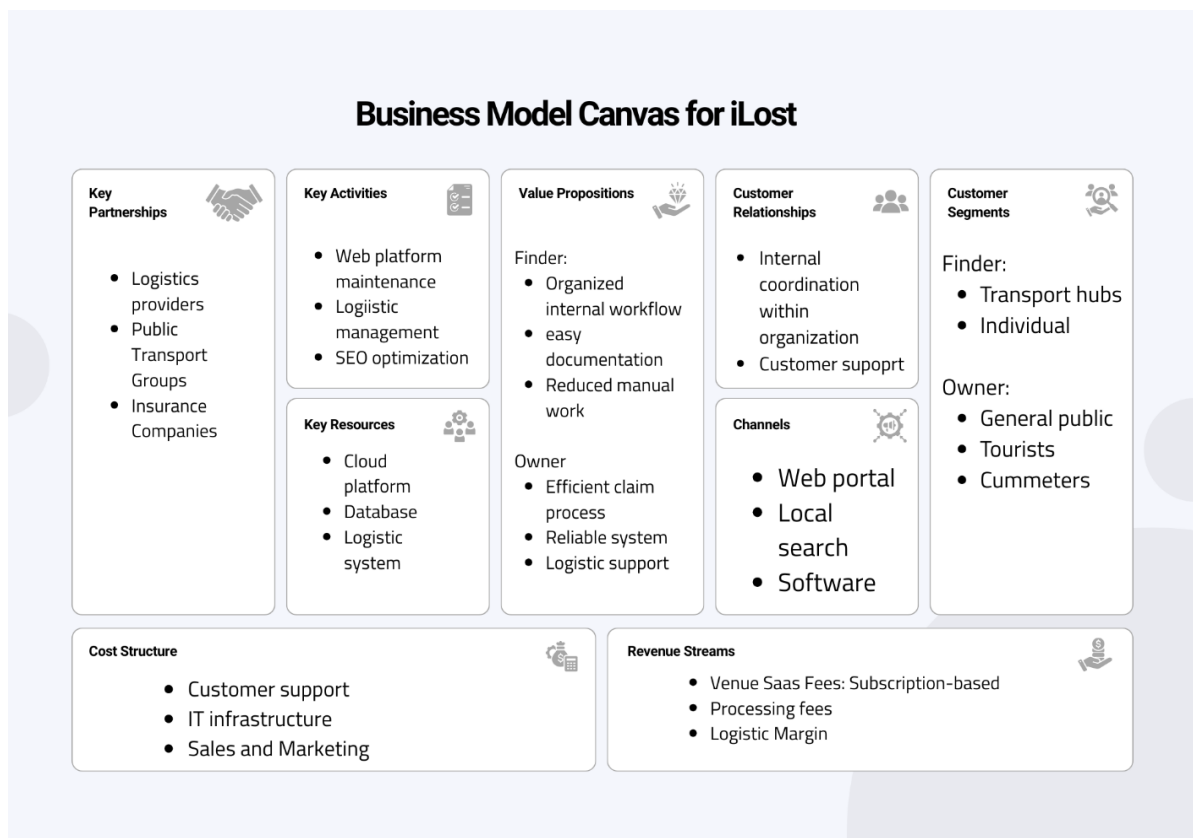 Business Model Canvas for iLost
Key
Partnerships
• Logistics
providers
• Public
Transport
Groups
• Insurance
Companies
Key Activities
• Web platform
maintenance
• Logiistic
management
• SEO optimization
Key Resources
• Cloud
platform
• Database
• Logistic
system
Value Propositions
Finder:
• Organized
internal workflow
• easy
documentation
• Reduced manual
work
Owner
• Efficient claim
process
• Reliable system
• Logistic support
Customer
Relationships
• Internal
coordination
within
organization
• Customer supoprt
Channels
• Web portal
• Local
search
• Software
Customer
Segments
Finder:
• Transport hubs
• Individual
Owner:
• General public
• Tourists
• Cummeters
Cost Structure
• Customer support
• IT infrastructure
• Sales and Marketing
Revenue Streams
• Venue Saas Fees: Subscription-based
• Processing fees
• Logistic Margin